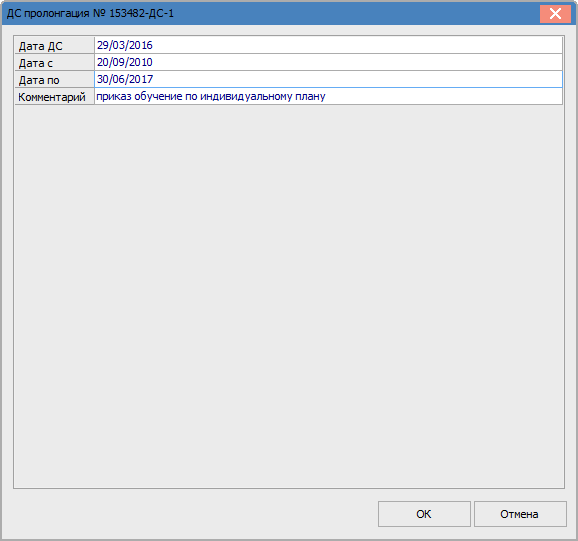 ДС пролонгация № 153482-ДС-1
Дата ДС 29/03/2016
Дата с 20/09/2010
Дата по 30/06/2017
Комментарий приказ обучение по индивидуальному плану
OK Отмена